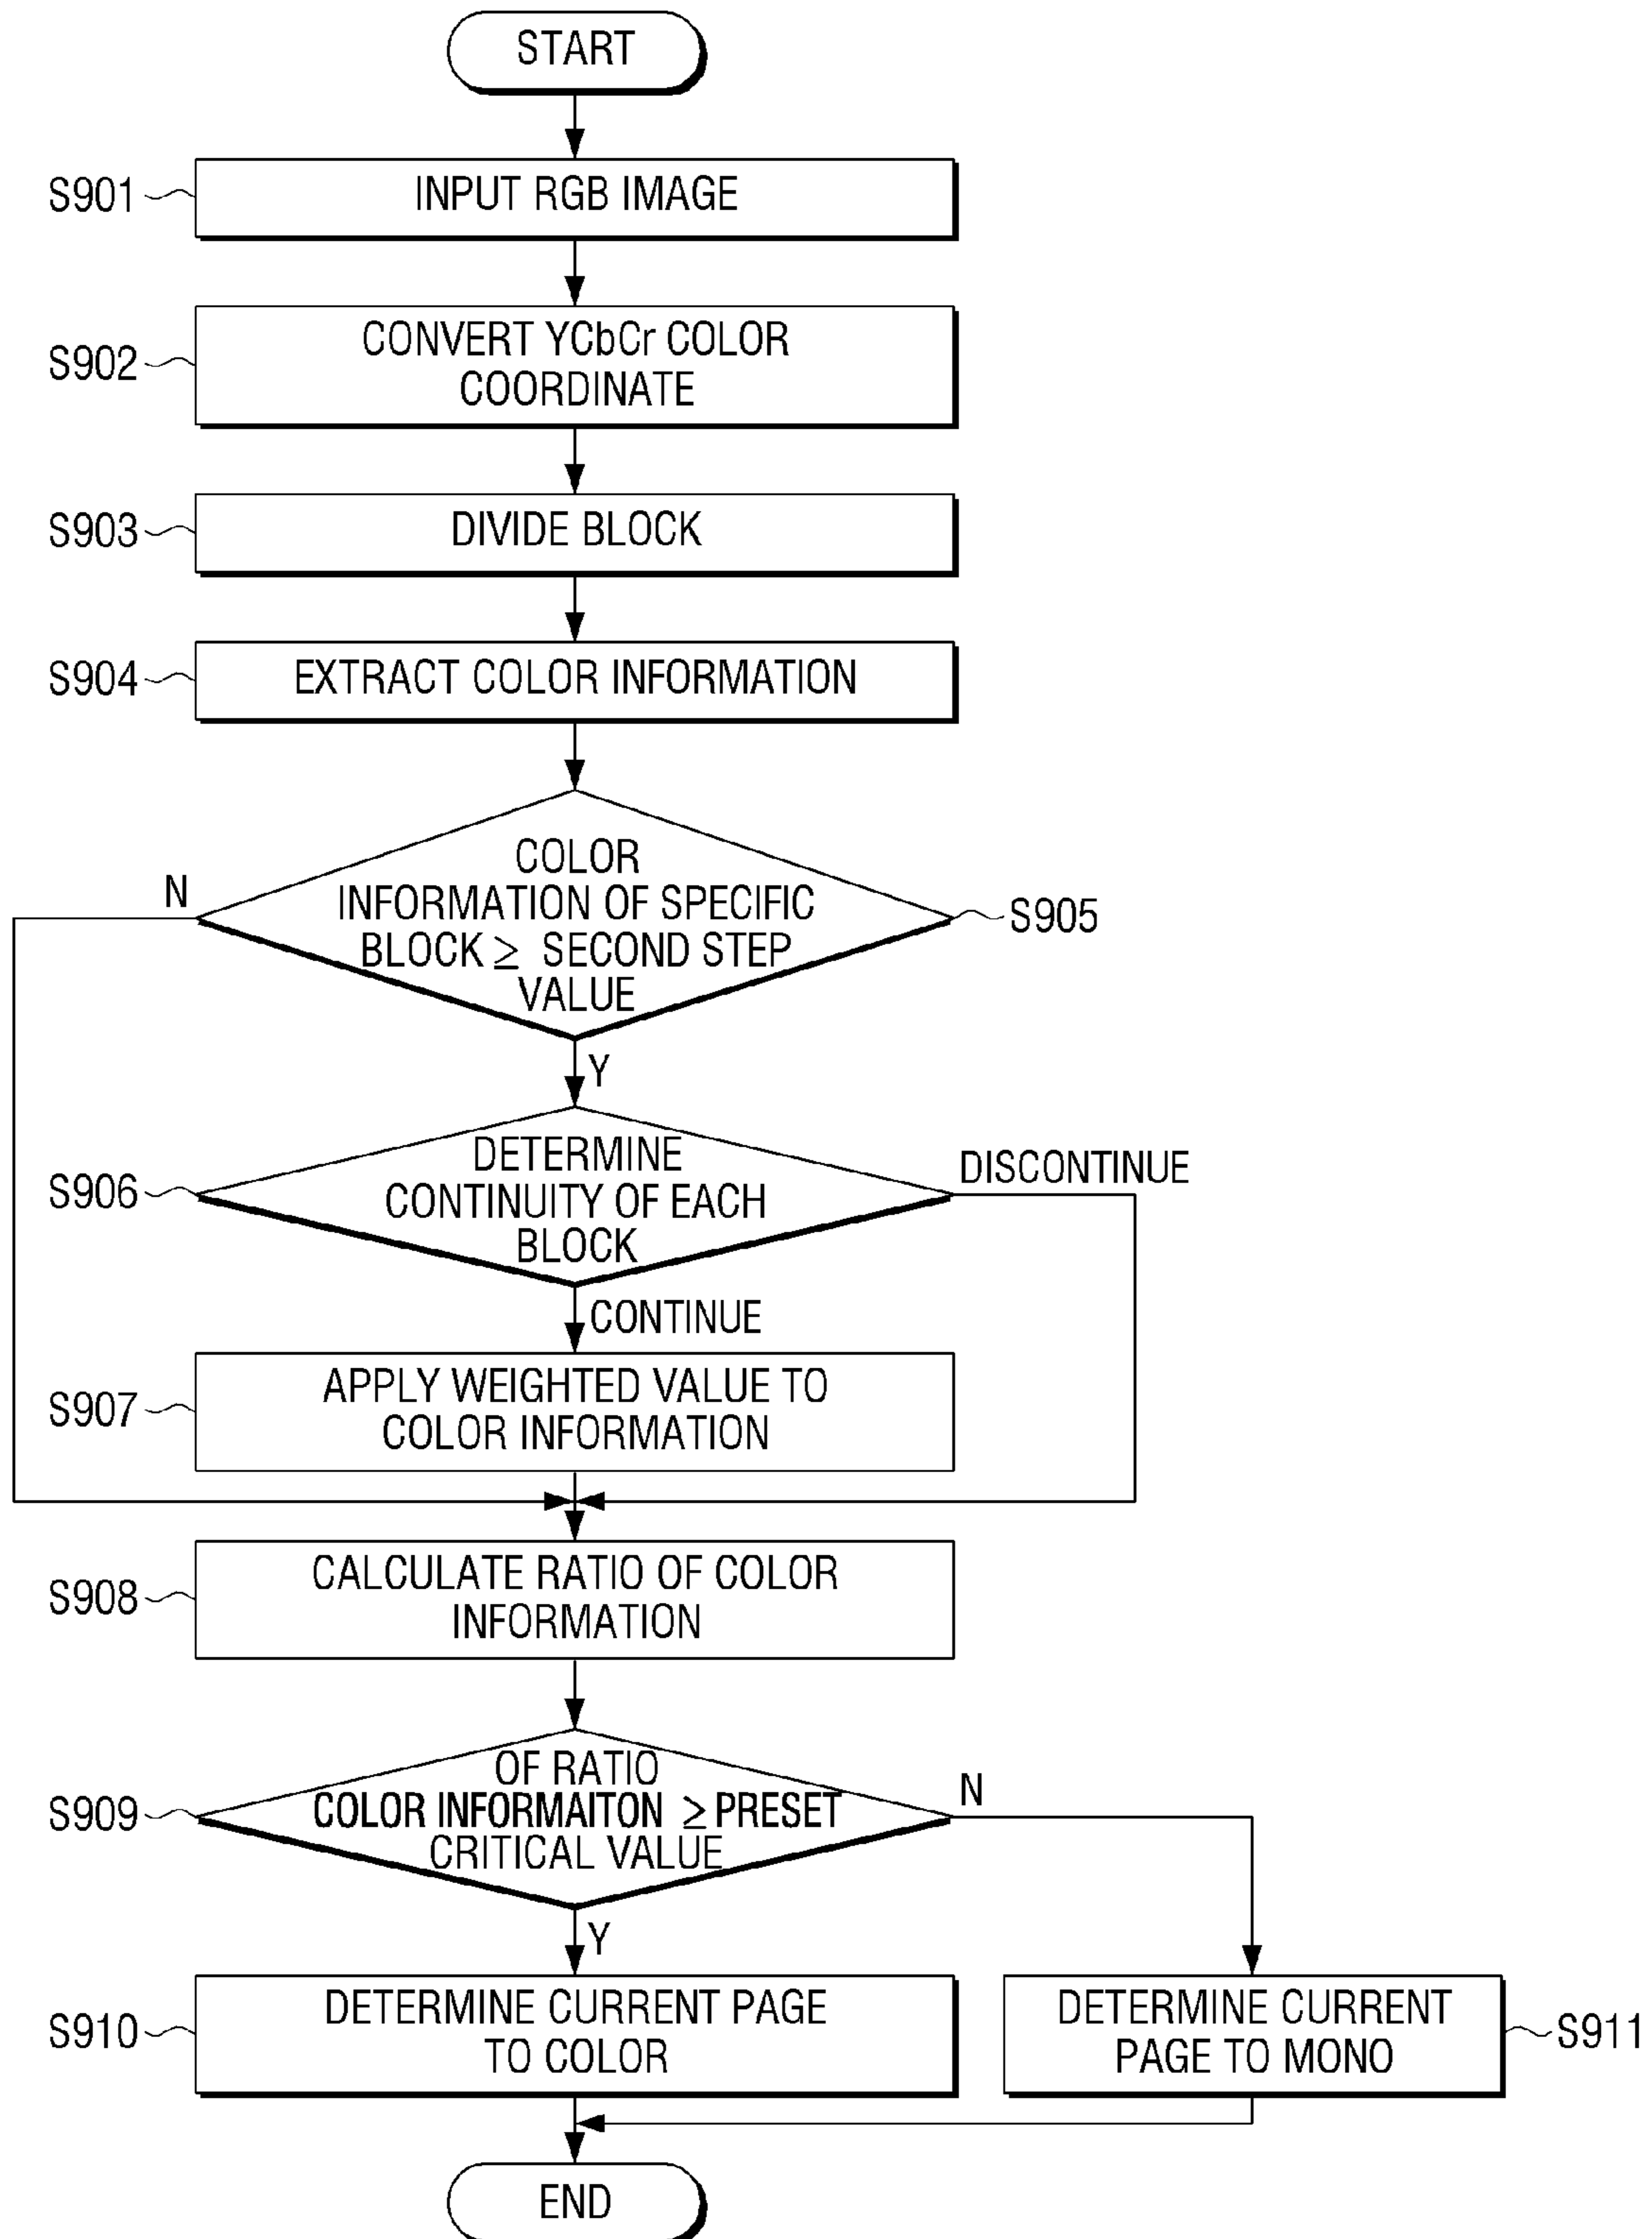 START
S901
INPUT RGB IMAGE
S902
CONVERT YCbCr COLOR
COORDINATE
S903
DIVIDE BLOCK
S904
EXTRACT COLOR INFORMATION
N
COLOR
INFORMATION OF SPECIFIC
BLOCK ≥ SECOND STEP
VALUE
S905
Y
S906
DETERMINE
CONTINUITY OF EACH
BLOCK
DISCONTINUE
CONTINUE
S907
APPLY WEIGHTED VALUE TO
COLOR INFORMATION
S908
CALCULATE RATIO OF COLOR
INFORMATION
S909
OF RATIO
COLOR INFORMAITON ≥ PRESET
CRITICAL VALUE
N
Y
S910
DETERMINE CURRENT PAGE
TO COLOR
DETERMINE CURRENT
PAGE TO MONO
S911
END